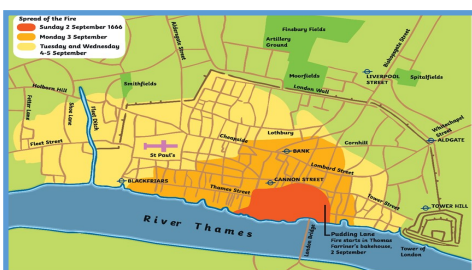 Spread of the Fire
Sunday 2 September 1666
Monday 3 September
Tuesday and Wednesday
4-5 September
Finsbury Fields
Artillery
Ground
Aldersgate Street
Bishopsgate Street
Moorfields
LIVERPOOL
STREET
Spitalfields
Smithfields
Holborn Hill
London Wall
Fetter Lane
Shoe Lane
Fleet Ditch
Whitechapel
Street
Fleet Street
Cheapside
Lothbury
Cornhill
ALDGATE
St Paul's
BANK
Lombard Street
BLACKFRIARS
CANNON STREET
Thames Street
Tower Street
TOWER HILL
River Thames
London Bridge
Pudding Lane
Fire starts in Thomas
Farriner's bakehouse,
2 September
Tower of
London